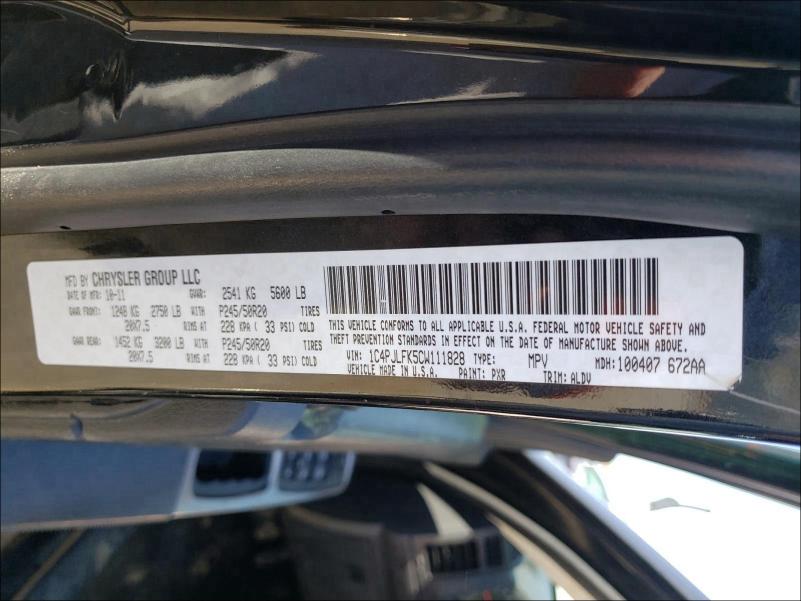 MFD BY CHRYSLER GROUP LLC
DATE OF MFR: 10-11 GVWR: 2541 KG 5600 LB
GAWR FRONT: 1248 KG 2750 LB WITH P245/50R20 TIRES
20X7.5 RIMS AT 228 KPA ( 33 PSI) COLD
GAWR REAR: 1452 KG 3200 LB WITH P245/50R20 TIRES
20X7.5 RIMS AT 228 KPA ( 33 PSI) COLD
THIS VEHICLE CONFORMS TO ALL APPLICABLE U.S.A. FEDERAL MOTOR VEHICLE SAFETY AND
THEFT PREVENTION STANDARDS IN EFFECT ON THE DATE OF MANUFACTURE SHOWN ABOVE.
VIN: 1C4PJLFK5CW111828 TYPE: MPV MDH: 100407 672AA
VEHICLE MADE IN U.S.A. PAINT: PXR TRIM: ALDV